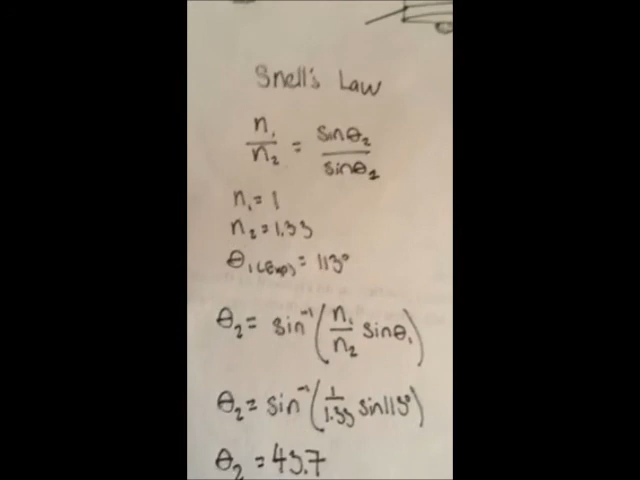 Snell's Law
n₁/n₂ = sinθ₂/sinθ₂
n₁ = 1
n₂ = 1.33
θ₁(exp) = 113°
θ₂ = sin⁻¹(n₁/n₂ sinθ₁)
θ₂ = sin⁻¹(1/1.33 sin113°)
θ₂ = 43.7